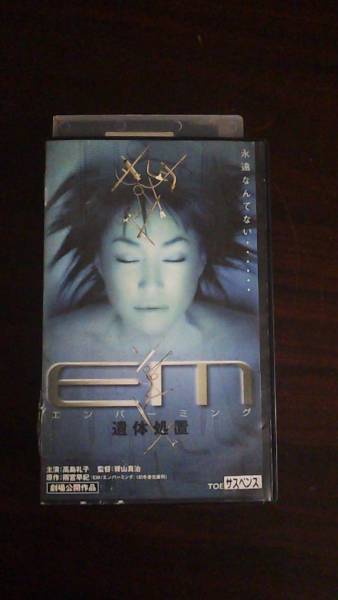 永遠なんてない・・・・・・
EM
エンバーミング
遺体処置
主演：高島礼子 監督：青山真治
原作：雨宮早紀
劇場公開作品
TOE サスペンス